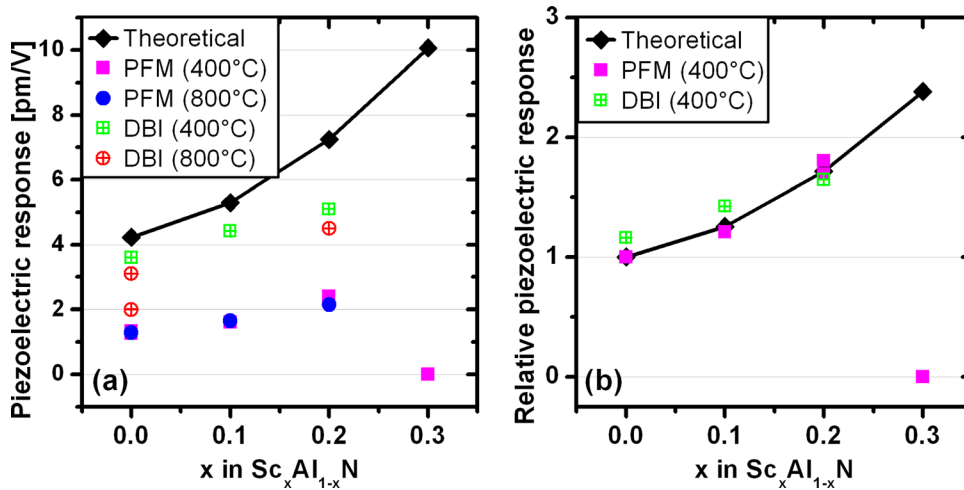 Piezoelectric response [pm/V]
10
8
6
4
2
0
Theoretical
PFM (400°C)
PFM (800°C)
DBI (400°C)
DBI (800°C)
(a)
0.0 0.1 0.2 0.3
x in ScₓAl₁₋ₓN
Relative piezoelectric response
3
2
1
0
Theoretical
PFM (400°C)
DBI (400°C)
(b)
0.0 0.1 0.2 0.3
x in ScₓAl₁₋ₓN